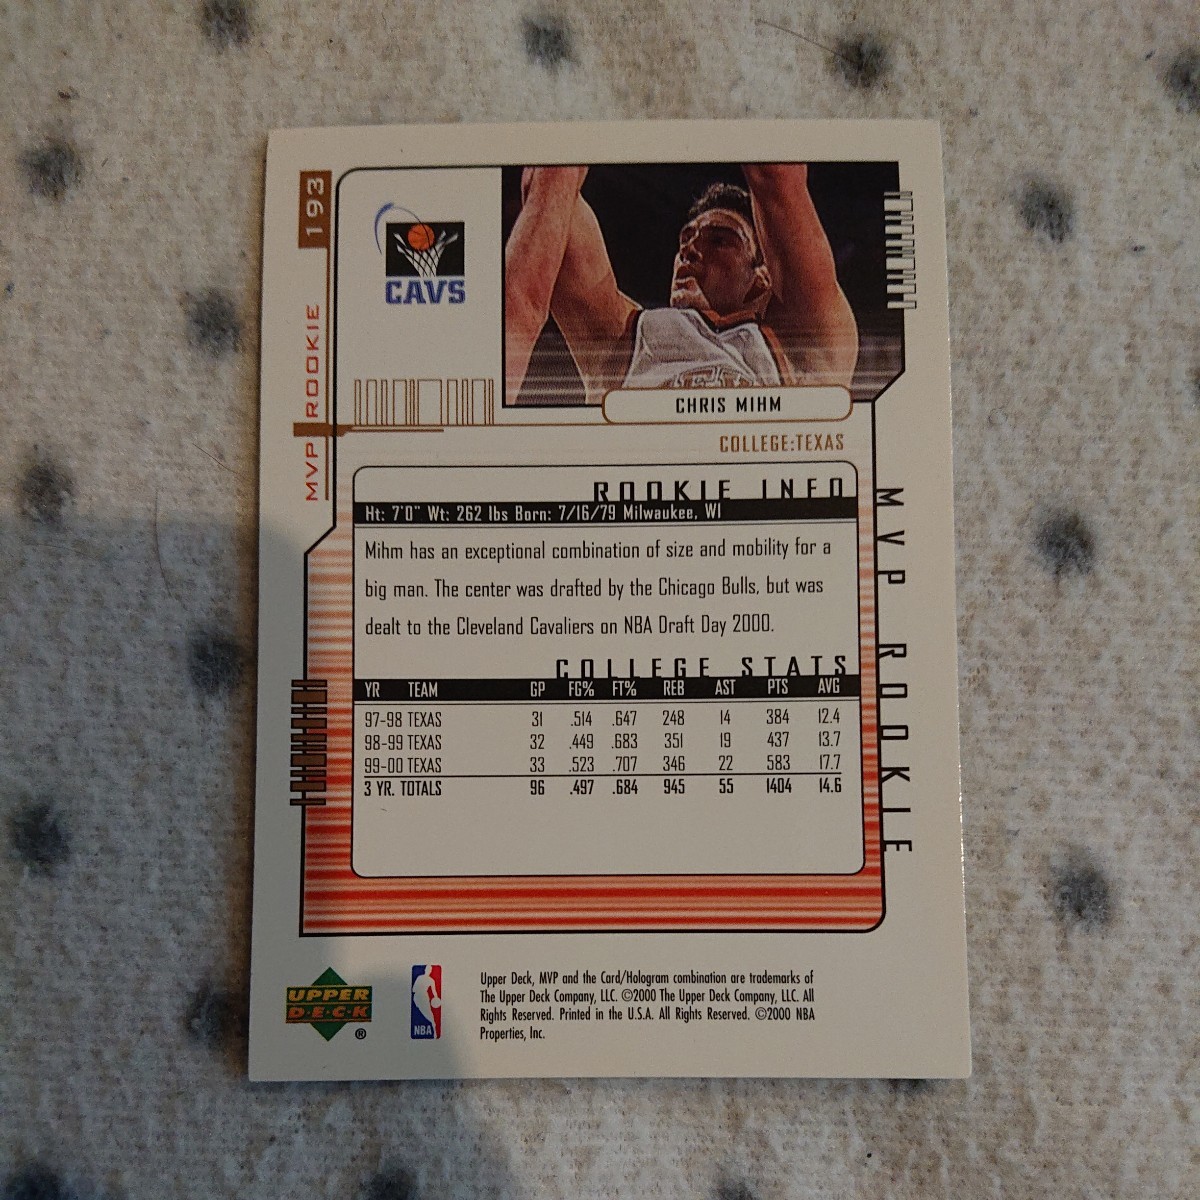 193
MVP ROOKIE
CAVS
CHRIS MIHM
COLLEGE:TEXAS
ROOKIE INFO
Ht: 7'0" Wt: 262 lbs Born: 7/16/79 Milwaukee, WI
Mihm has an exceptional combination of size and mobility for a
big man. The center was drafted by the Chicago Bulls, but was
dealt to the Cleveland Cavaliers on NBA Draft Day 2000.
COLLEGE STATS
YR TEAM GP FG% FT% REB AST PTS AVG
97-98 TEXAS 31 .514 .647 248 14 384 12.4
98-99 TEXAS 32 .449 .683 351 19 437 13.7
99-00 TEXAS 33 .523 .707 346 22 583 17.7
3 YR. TOTALS 96 .497 .684 945 55 1404 14.6
MVP ROOKIE
UPPER
D·E·C·K
®
NBA
Upper Deck, MVP and the Card/Hologram combination are trademarks of
The Upper Deck Company, LLC. ©2000 The Upper Deck Company, LLC. All
Rights Reserved. Printed in the U.S.A. All Rights Reserved. ©2000 NBA
Properties, Inc.